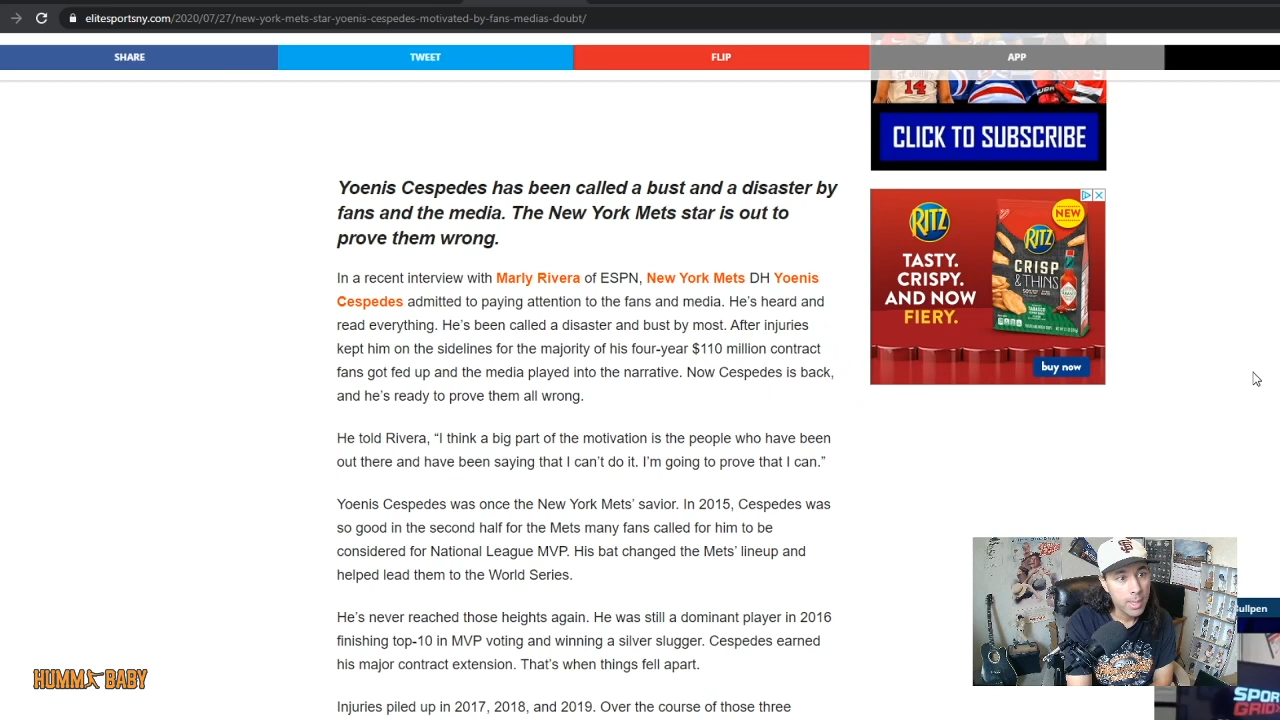 elitesportsny.com/2020/07/27/new-york-mets-star-yoenis-cespedes-motivated-by-fans-medias-doubt/
SHARE
TWEET
FLIP
APP
14
CLICK TO SUBSCRIBE
Yoenis Cespedes has been called a bust and a disaster by
fans and the media. The New York Mets star is out to
prove them wrong.
In a recent interview with Marly Rivera of ESPN, New York Mets DH Yoenis
Cespedes admitted to paying attention to the fans and media. He's heard and
read everything. He's been called a disaster and bust by most. After injuries
kept him on the sidelines for the majority of his four-year $110 million contract
fans got fed up and the media played into the narrative. Now Cespedes is back,
and he's ready to prove them all wrong.
He told Rivera, “I think a big part of the motivation is the people who have been
out there and have been saying that I can't do it. I'm going to prove that I can.”
Yoenis Cespedes was once the New York Mets' savior. In 2015, Cespedes was
so good in the second half for the Mets many fans called for him to be
considered for National League MVP. His bat changed the Mets' lineup and
helped lead them to the World Series.
He's never reached those heights again. He was still a dominant player in 2016
finishing top-10 in MVP voting and winning a silver slugger. Cespedes earned
his major contract extension. That's when things fell apart.
Injuries piled up in 2017, 2018, and 2019. Over the course of those three
RITZ
TASTY.
CRISPY.
AND NOW
FIERY.
NEW
RITZ
CRISP
& THINS
buy now
Bullpen
SPOR
GRID
HUMM BABY